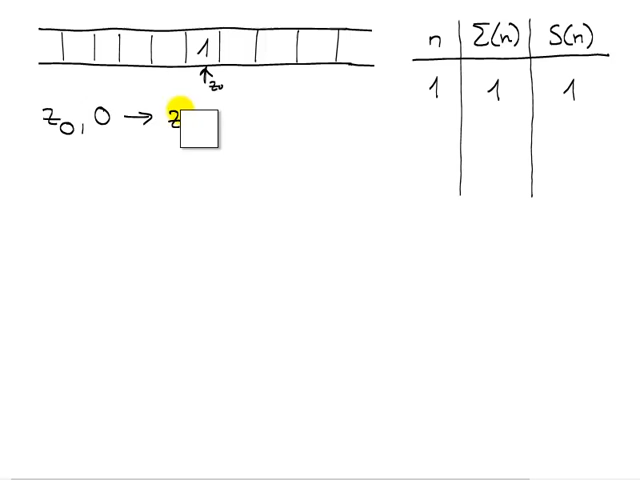 1
z₀
z₀, 0 → z
n Σ(n) S(n)
1 1 1